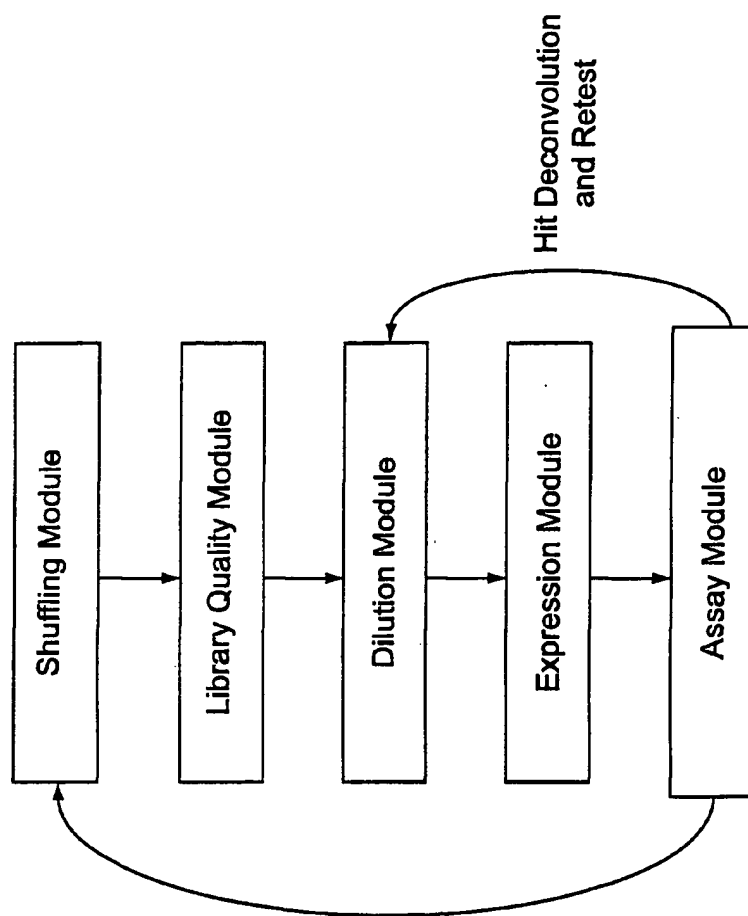 Shuffling Module
Library Quality Module
Dilution Module
Expression Module
Assay Module
Hit Deconvolution
and Retest